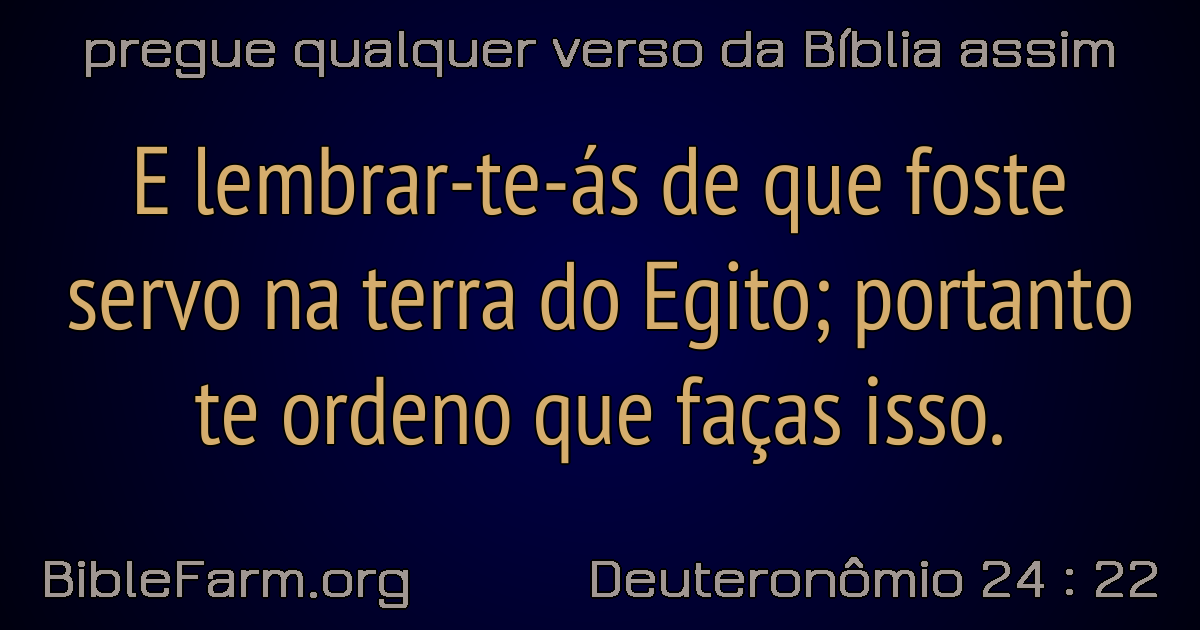 pregue qualquer verso da Bíblia assim
E lembrar-te-ás de que foste
servo na terra do Egito; portanto
te ordeno que faças isso.
BibleFarm.org
Deuteronômio 24 : 22